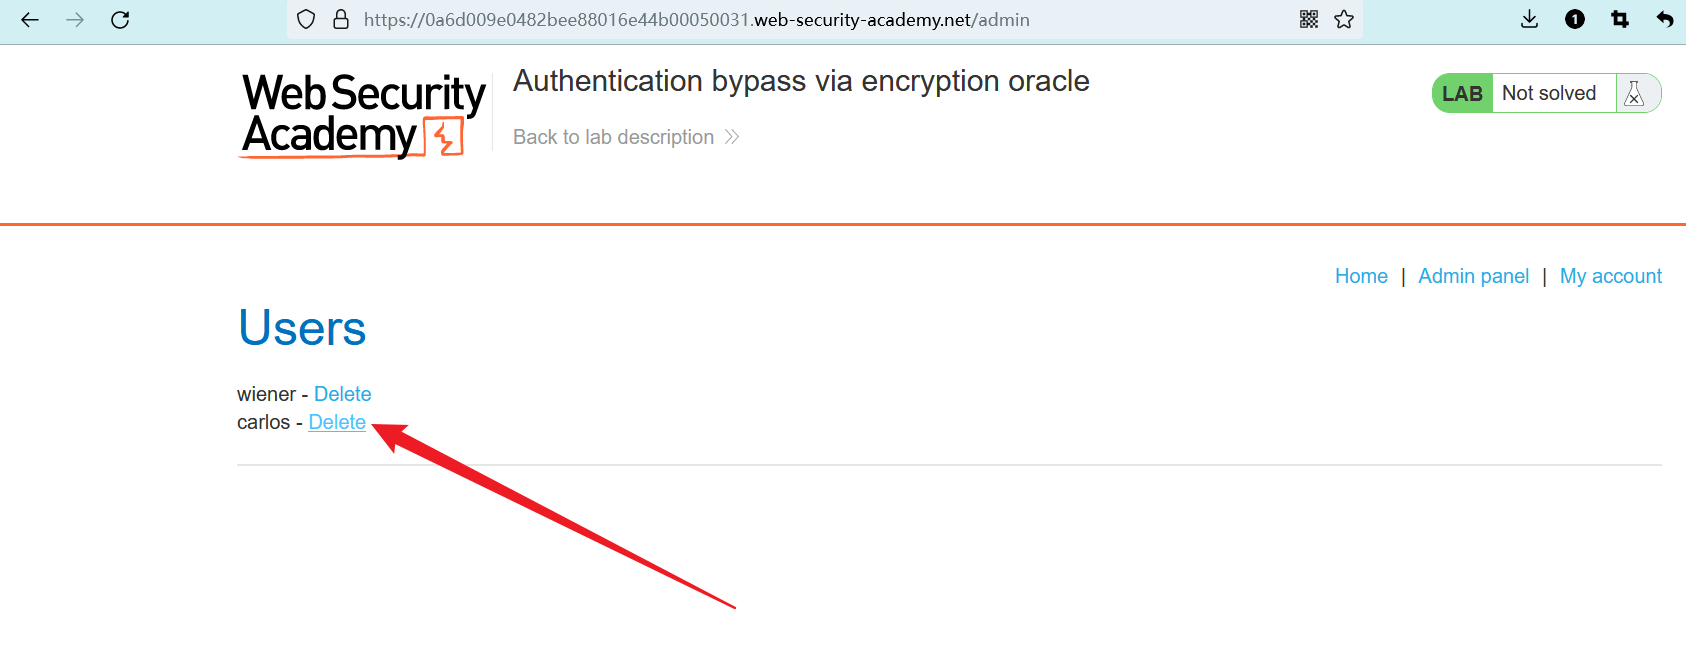 https://0a6d009e0482bee88016e44b00050031.web-security-academy.net/admin
1
Web Security
Academy
Authentication bypass via encryption oracle
Back to lab description
LAB Not solved
Home | Admin panel | My account
Users
wiener - Delete
carlos - Delete